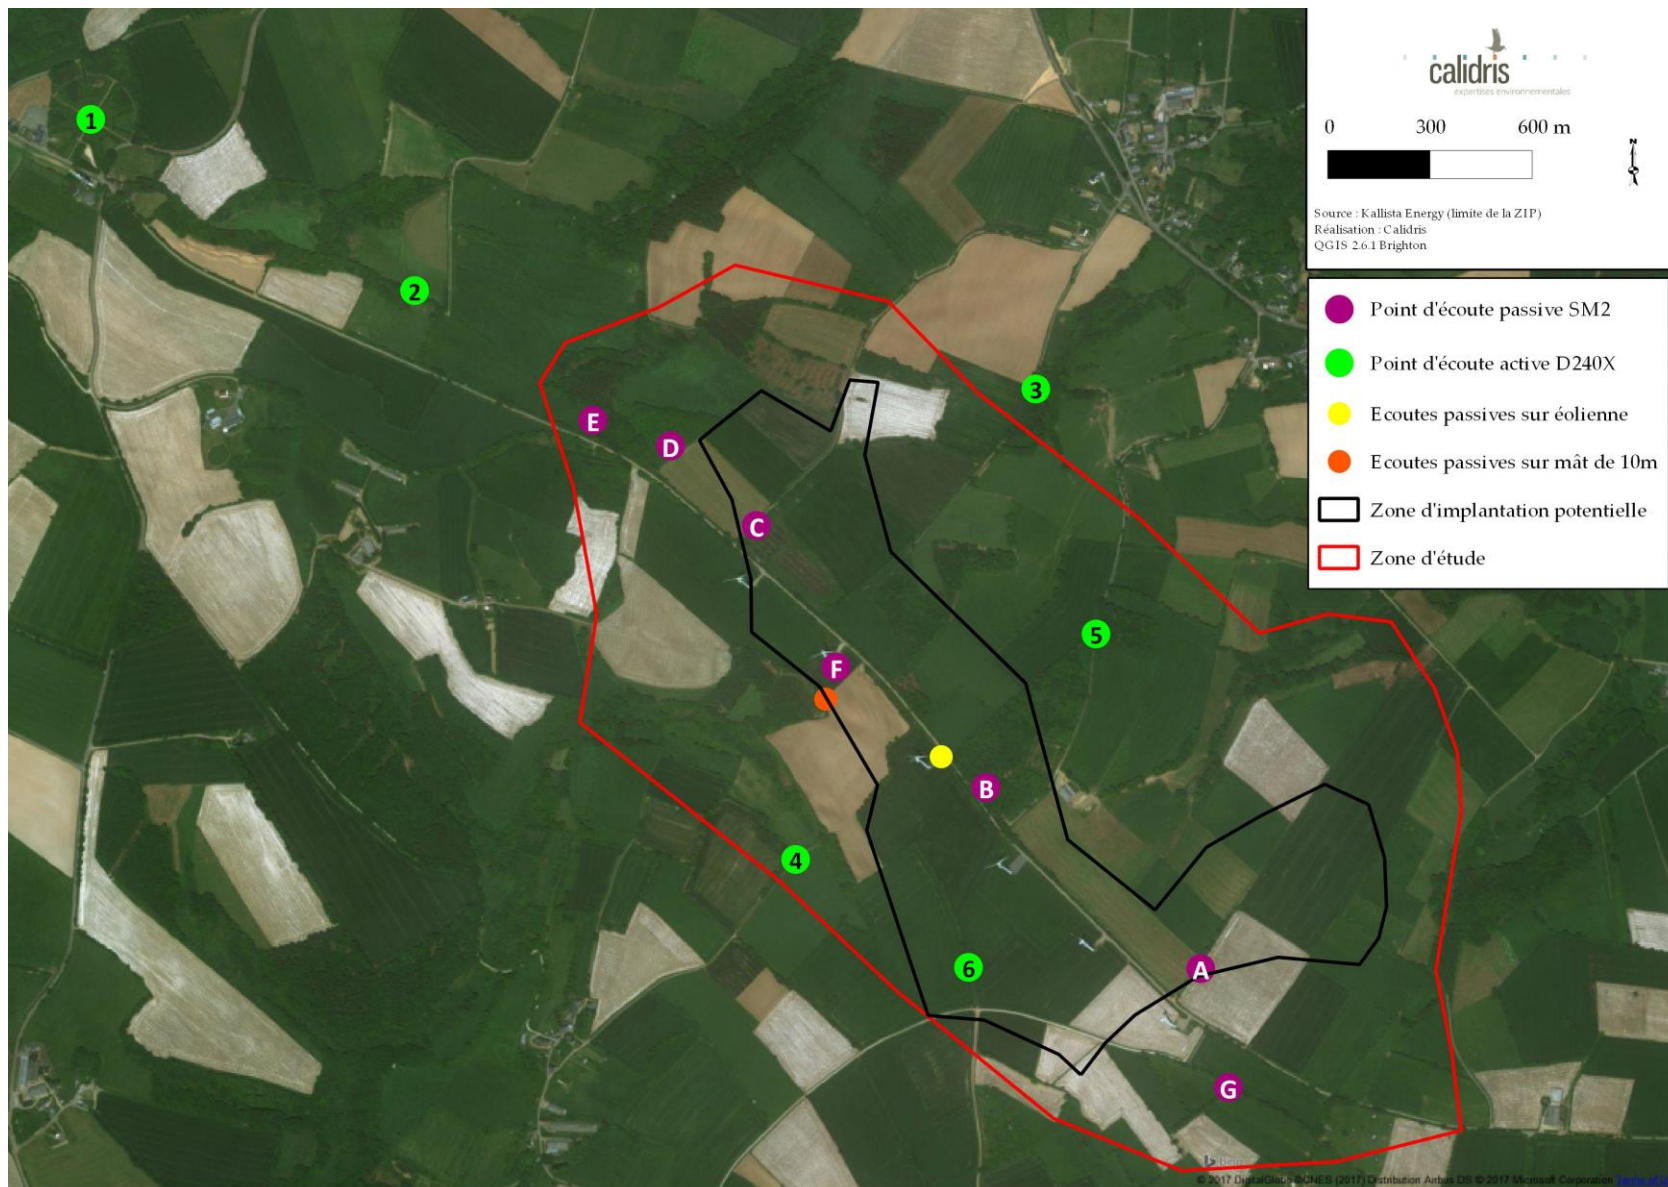 calidris
expertises environnementales
0 300 600 m
N
Source : Kallista Energy (limite de la ZIP)
Réalisation : Calidris
QGIS 2.6.1 Brighton
Point d'écoute passive SM2
Point d'écoute active D240X
Ecoutes passives sur éolienne
Ecoutes passives sur mât de 10m
Zone d'implantation potentielle
Zone d'étude
1
2
3
E
D
C
5
F
B
4
6
A
G
© 2017 DigitalGlobe ©CNES (2017) Distribution Airbus DS © 2017 Microsoft Corporation